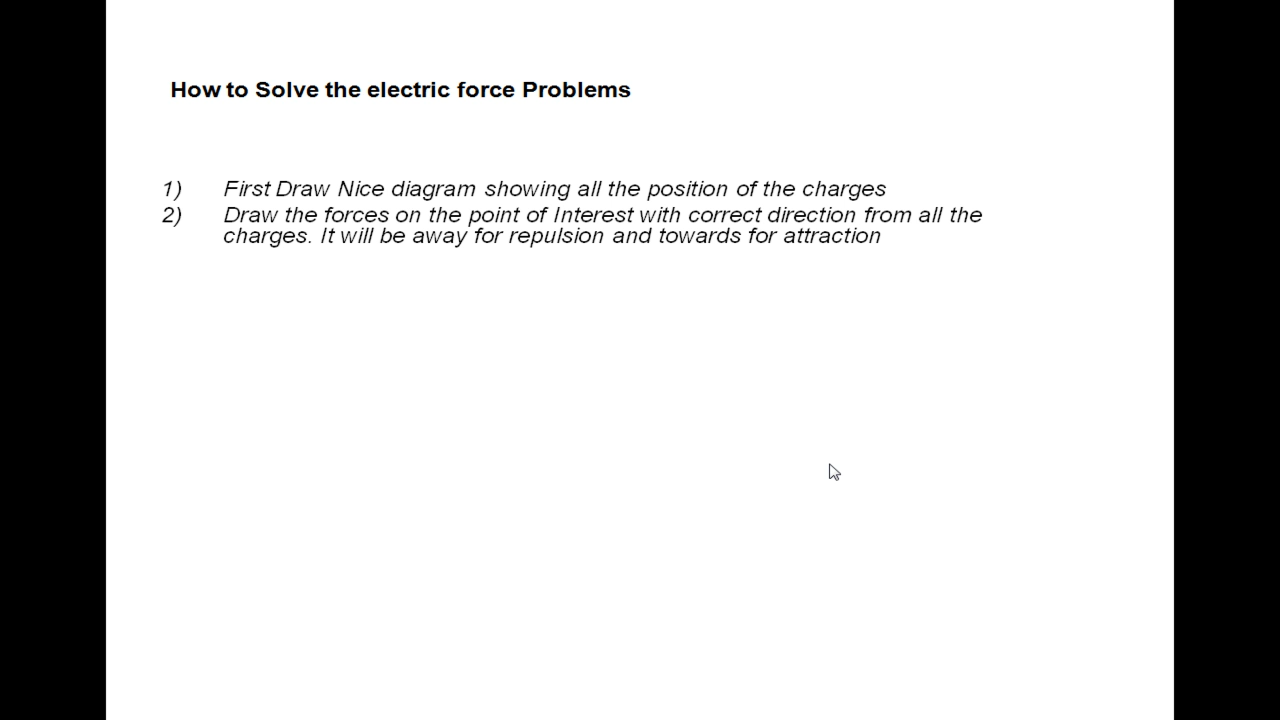 How to Solve the electric force Problems
1) First Draw Nice diagram showing all the position of the charges
2) Draw the forces on the point of Interest with correct direction from all the
charges. It will be away for repulsion and towards for attraction